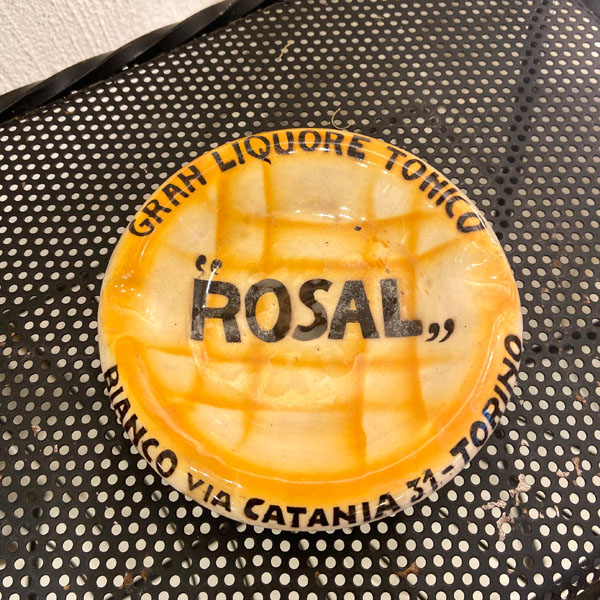 GRAN LIQUORE TONICO
“ROSAL„
BIANCO VIA CATANIA 31-TORINO